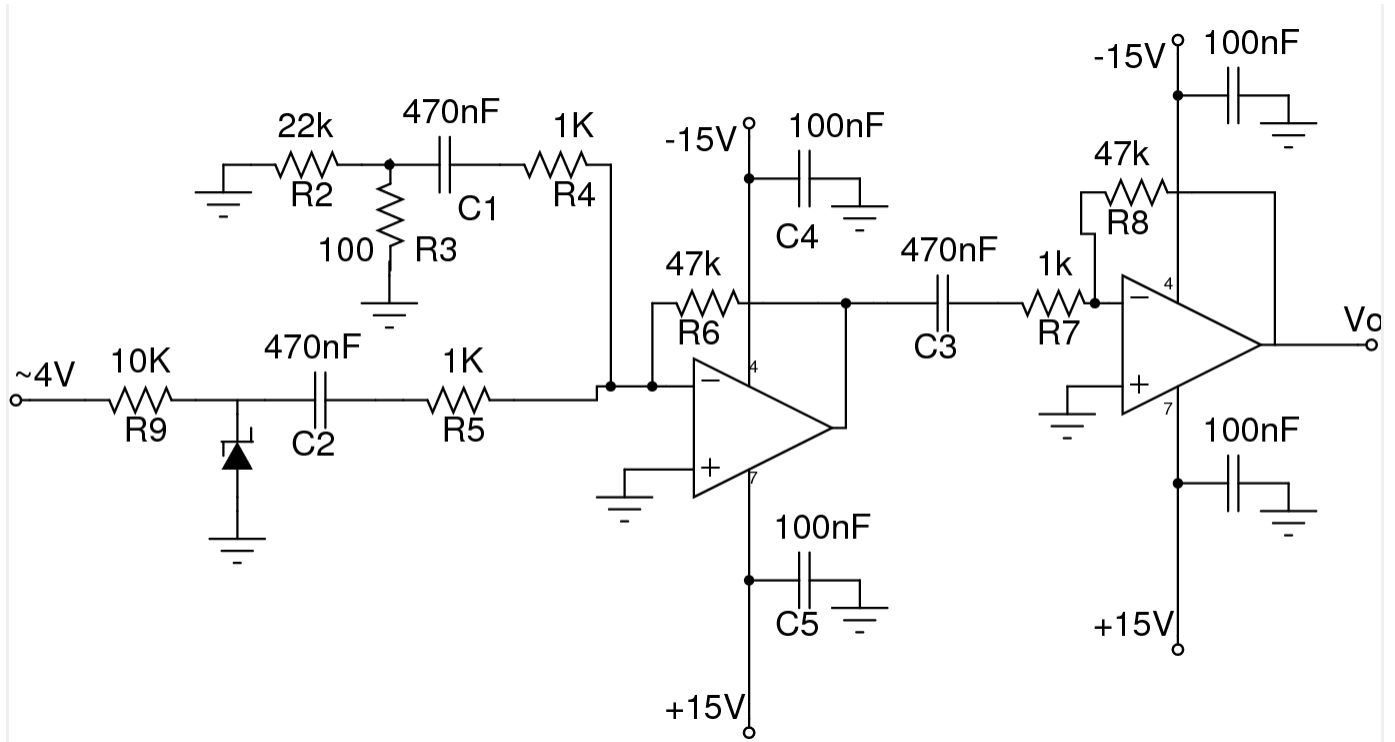 -15V
100nF
470nF
22k
1K
R2
C1
R4
100
R3
-15V
100nF
C4
47k
R8
4
47k
R6
470nF
C3
1k
R7
−
+
7
Vo
~4V
10K
R9
470nF
C2
1K
R5
−
+
4
7
100nF
C5
+15V
100nF
+15V